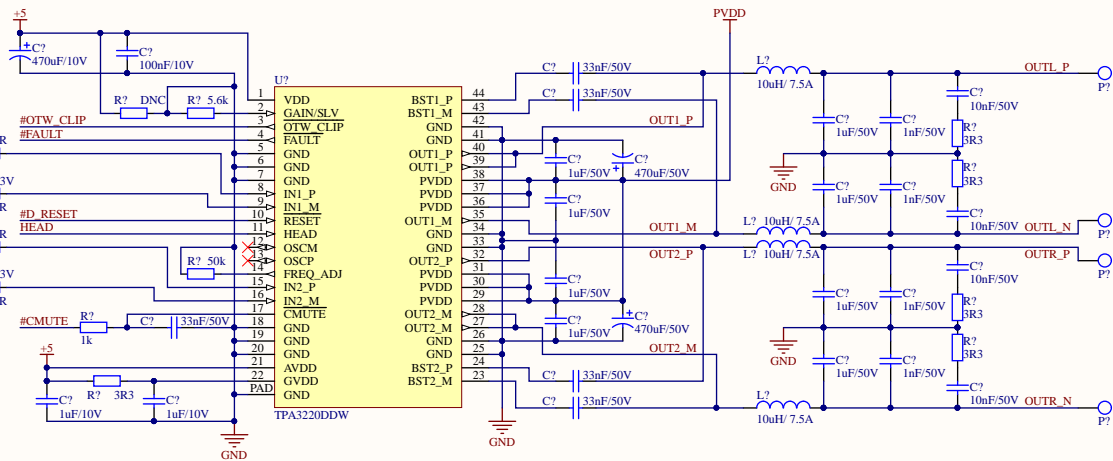 +5
C?
470uF/10V
C?
100nF/10V
R? DNC
R? 5.6k
#OTW_CLIP
#FAULT
R
3V
R
#D_RESET
HEAD
R
R? 50k
3V
R
#CMUTE
R?
1k
C? 33nF/50V
+5
R? 3R3
C?
1uF/10V
C?
1uF/10V
GND
U?
1 VDD
2 GAIN/SLV
3 OTW_CLIP
4 FAULT
5 GND
6 GND
7 GND
8 IN1_P
9 IN1_M
10 RESET
11 HEAD
12 OSCM
13 OSCP
14 FREQ_ADJ
15 IN2_P
16 IN2_M
17 CMUTE
18 GND
19 GND
20 GND
21 AVDD
22 GVDD
PAD GND
BST1_P 44
BST1_M 43
GND 42
GND 41
OUT1_P 40
OUT1_P 39
PVDD 38
PVDD 37
PVDD 36
OUT1_M 35
GND 34
GND 33
OUT2_P 32
PVDD 31
PVDD 30
PVDD 29
OUT2_M 28
OUT2_M 27
GND 26
GND 25
BST2_P 24
BST2_M 23
TPA3220DDW
PVDD
C? 33nF/50V
C? 33nF/50V
OUT1_P
C?
1uF/50V
C?
470uF/50V
C?
1uF/50V
OUT1_M
OUT2_P
C?
1uF/50V
C?
1uF/50V
C?
470uF/50V
OUT2_M
C? 33nF/50V
C? 33nF/50V
GND
L?
10uH/ 7.5A
OUTL_P
P?
C?
10nF/50V
C?
1uF/50V
C?
1nF/50V
R?
3R3
GND
R?
3R3
C?
1uF/50V
C?
1nF/50V
C?
10nF/50V
L? 10uH/ 7.5A
OUTL_N
P?
L? 10uH/ 7.5A
OUTR_P
P?
C?
10nF/50V
C?
1uF/50V
C?
1nF/50V
R?
3R3
GND
R?
3R3
C?
1uF/50V
C?
1nF/50V
C?
10nF/50V
L?
10uH/ 7.5A
OUTR_N
P?